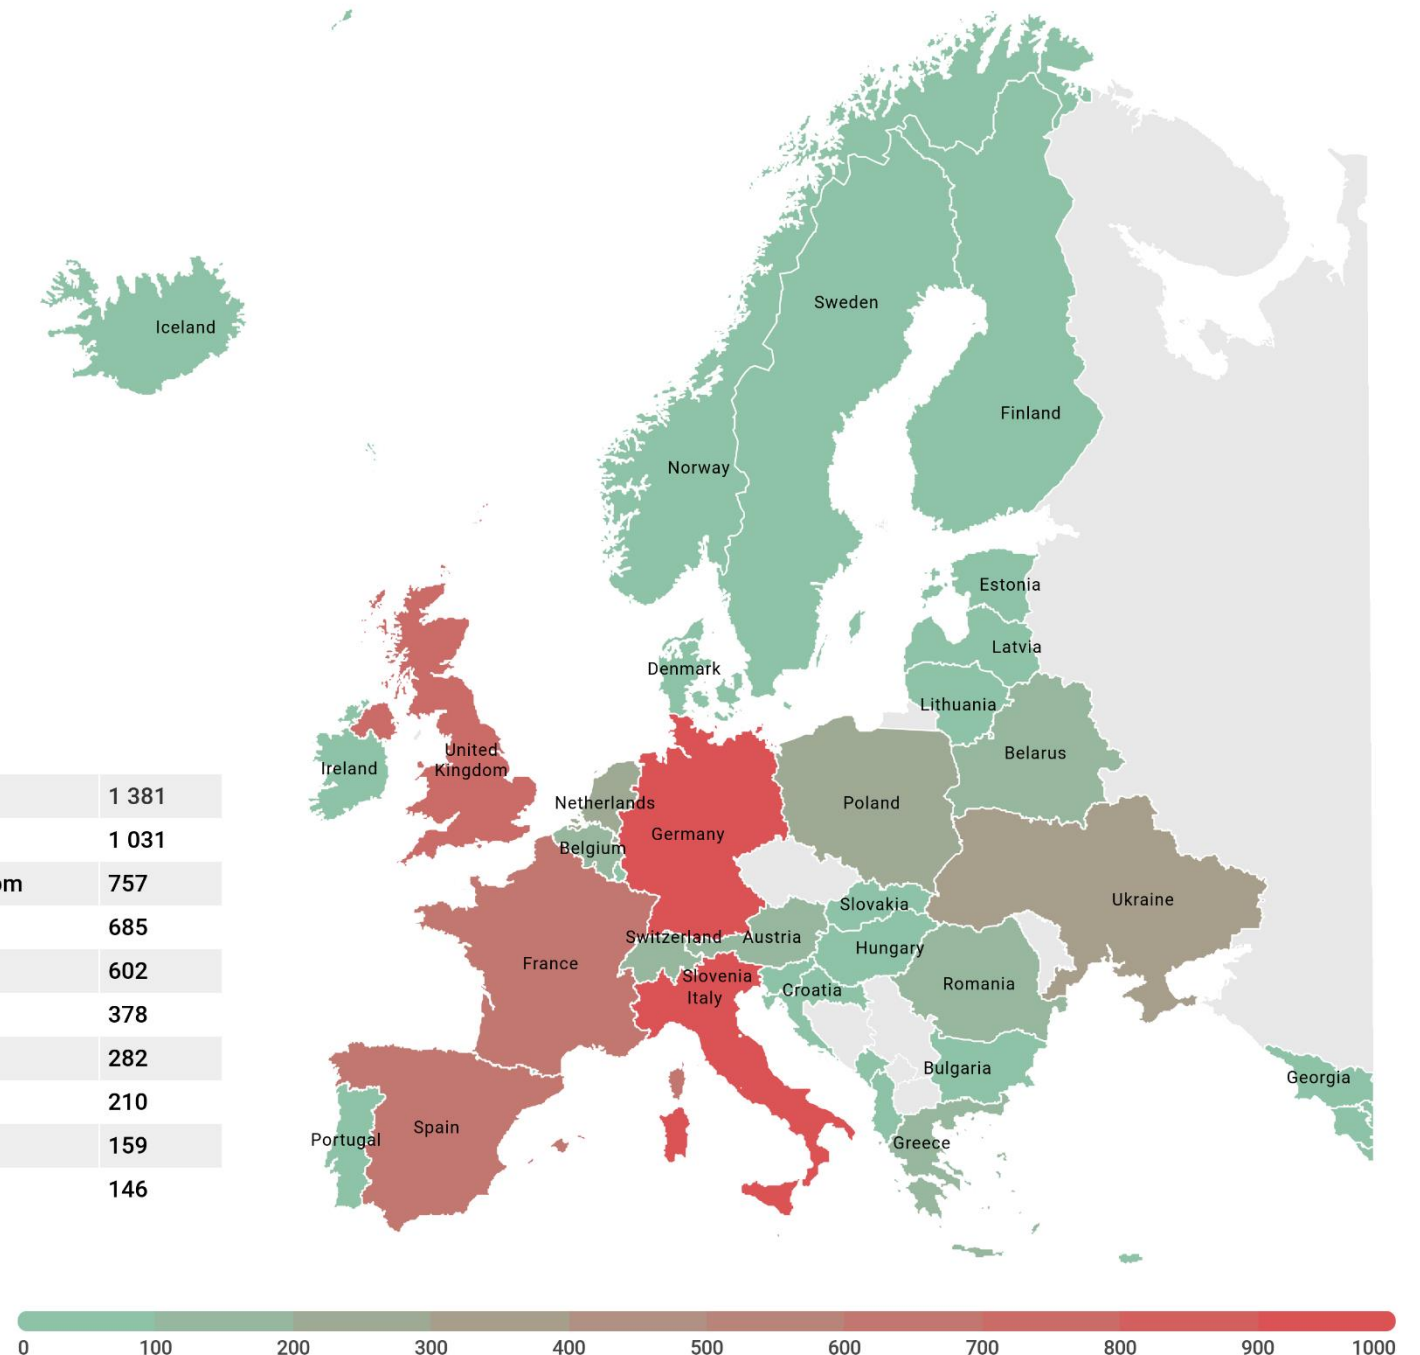 Iceland
Sweden
Finland
Norway
Estonia
Latvia
Denmark
Lithuania
Belarus
United
Kingdom
Ireland
Netherlands
Poland
Germany
Belgium
Ukraine
Slovakia
Switzerland
Austria
Hungary
France
Slovenia
Italy
Croatia
Romania
Bulgaria
Georgia
Portugal
Spain
Greece
1 381
1 031
om 757
685
602
378
282
210
159
146
0 100 200 300 400 500 600 700 800 900 1000